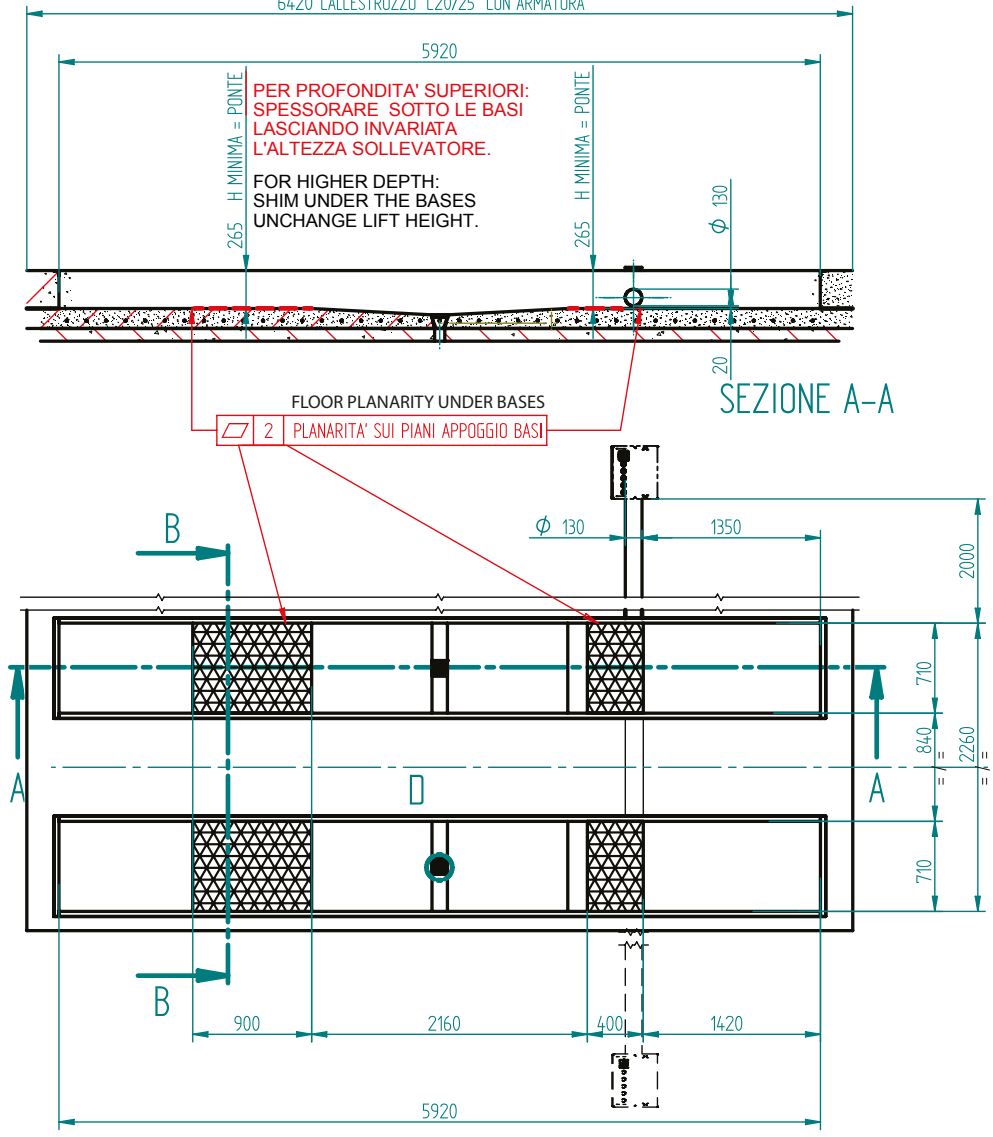 6420 CALLESTRUZZO C20/25 CON ARMATURA
5920
265 H MINIMA = PONTE
PER PROFONDITA' SUPERIORI:
SPESSORARE SOTTO LE BASI
LASCIANDO INVARIATA
L'ALTEZZA SOLLEVATORE.
FOR HIGHER DEPTH:
SHIM UNDER THE BASES
UNCHANGE LIFT HEIGHT.
265 H MINIMA = PONTE
Φ 130
20
SEZIONE A-A
FLOOR PLANARITY UNDER BASES
2 PLANARITA' SUI PIANI APPOGGIO BASI
B
Φ 130
1350
2000
710
840
2260
=
=
=
=
A
A
D
710
B
900
2160
400
1420
5920